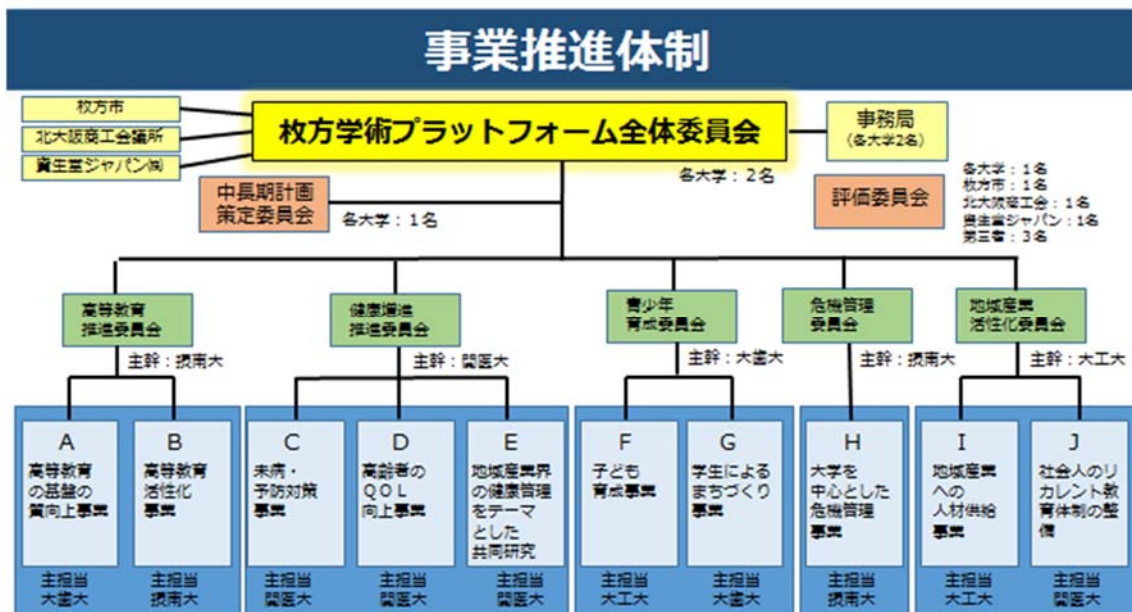 事業推進体制
枚方市
北大阪商工会議所
資生堂ジャパン㈱
枚方学術プラットフォーム全体委員会
各大学：２名
事務局
(各大学2名)
中長期計画
策定委員会
各大学：１名
評価委員会
各大学：１名
枚方市：１名
北大阪商工会：１名
資生堂ジャパン：1名
第三者：３名
高等教育
推進委員会
主幹：摂南大
健康増進
推進委員会
主幹：関医大
青少年
育成委員会
主幹：大歯大
危機管理
委員会
主幹：摂南大
地域産業
活性化委員会
主幹：大工大
A
高等教育
の基盤の
質向上事業
主担当
大歯大
B
高等教育
活性化
事業
主担当
摂南大
C
未病・
予防対策
事業
主担当
関医大
D
高齢者の
ＱＯＬ
向上事業
主担当
関医大
E
地域産業界
の健康管理
をテーマ
とした
共同研究
主担当
関医大
F
子ども
育成事業
主担当
大工大
G
学生による
まちづくり
事業
主担当
大歯大
H
大学を
中心とした
危機管理
事業
主担当
摂南大
I
地域産業
への
人材供給
事業
主担当
大工大
J
社会人のリ
カレント教
育体制の整
備
主担当
関医大